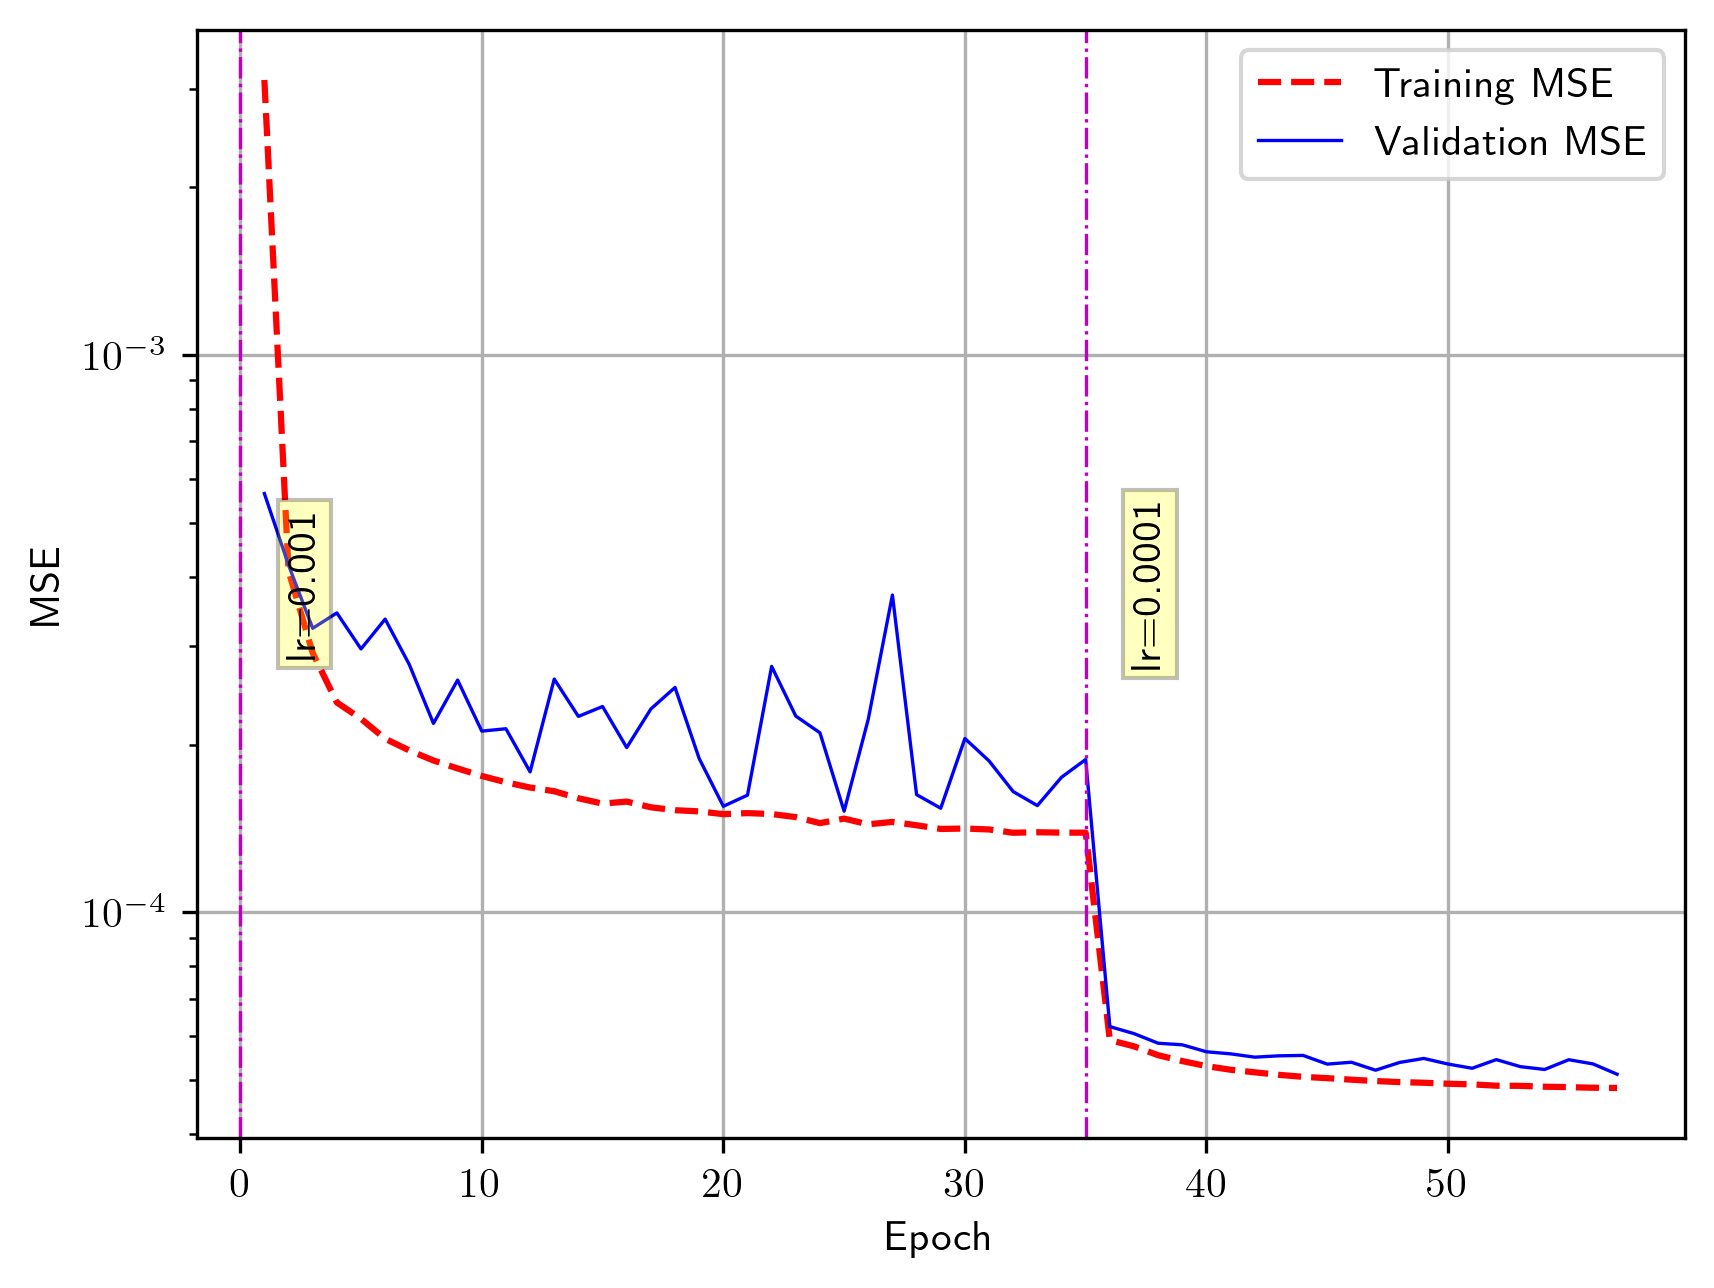 Training MSE
Validation MSE
10⁻³
10⁻⁴
MSE
lr=0.001
lr=0.0001
0 10 20 30 40 50
Epoch